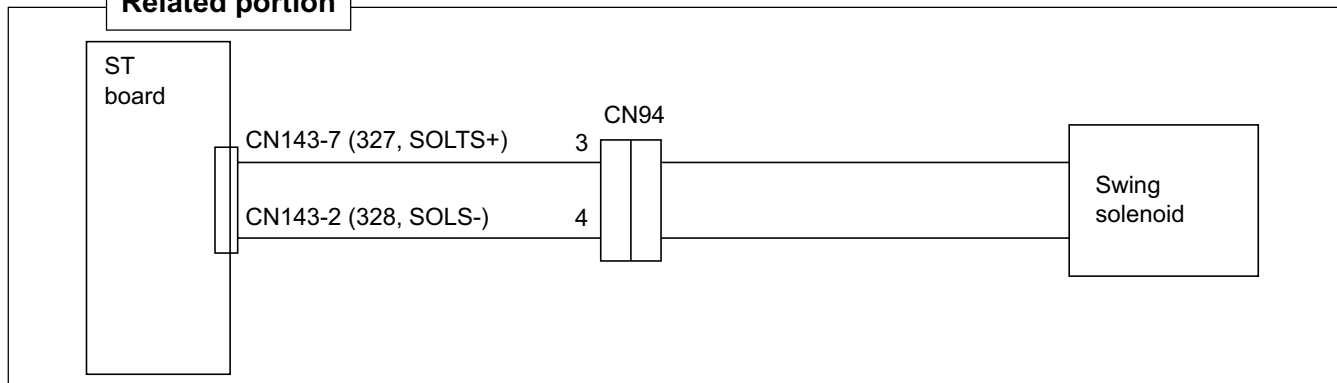 Related portion
ST
board
CN94
CN143-7 (327, SOLTS+)
3
CN143-2 (328, SOLS-)
4
Swing
solenoid